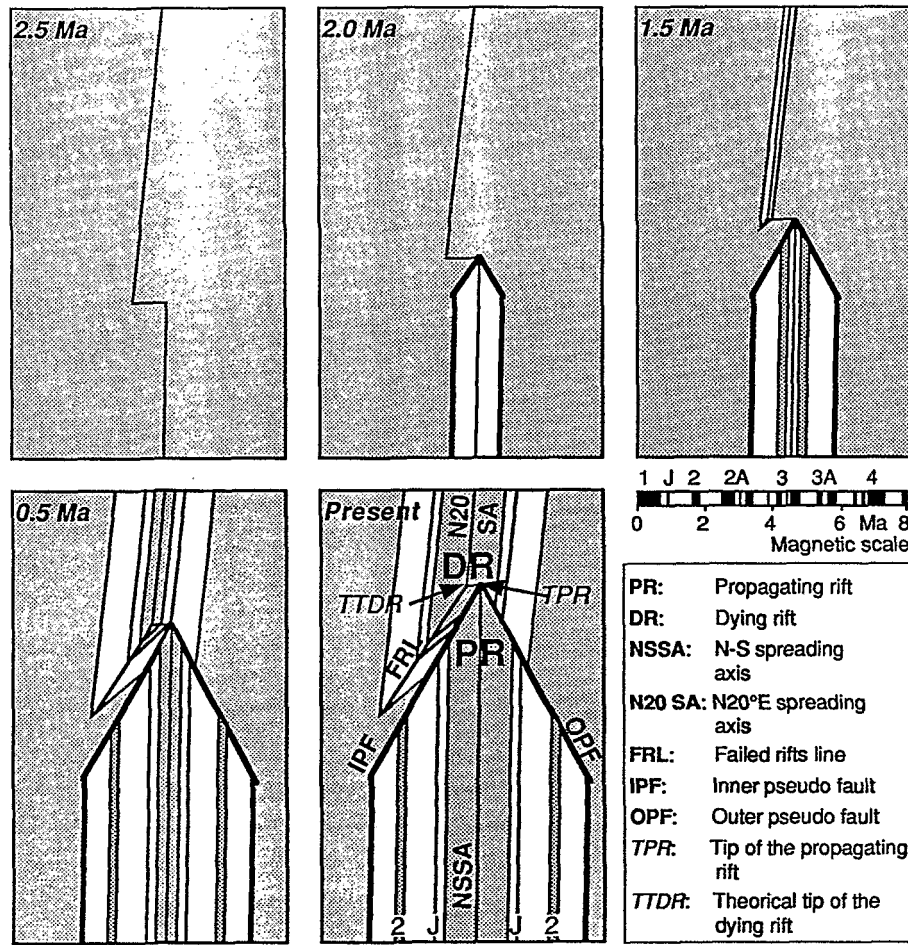 2.5 Ma
2.0 Ma
1.5 Ma
1 J 2 2A 3 3A 4
0 2 4 6 Ma 8
Magnetic scale
0.5 Ma
Present
N20
SA
DR
TTDR
TPR
FRL
PR
IPF
OPF
NSSA
2 J J 2
PR: Propagating rift
DR: Dying rift
NSSA: N-S spreading
axis
N20 SA: N20°E spreading
axis
FRL: Failed rifts line
IPF: Inner pseudo fault
OPF: Outer pseudo fault
TPR: Tip of the propagating
rift
TTDR: Theorical tip of the
dying rift